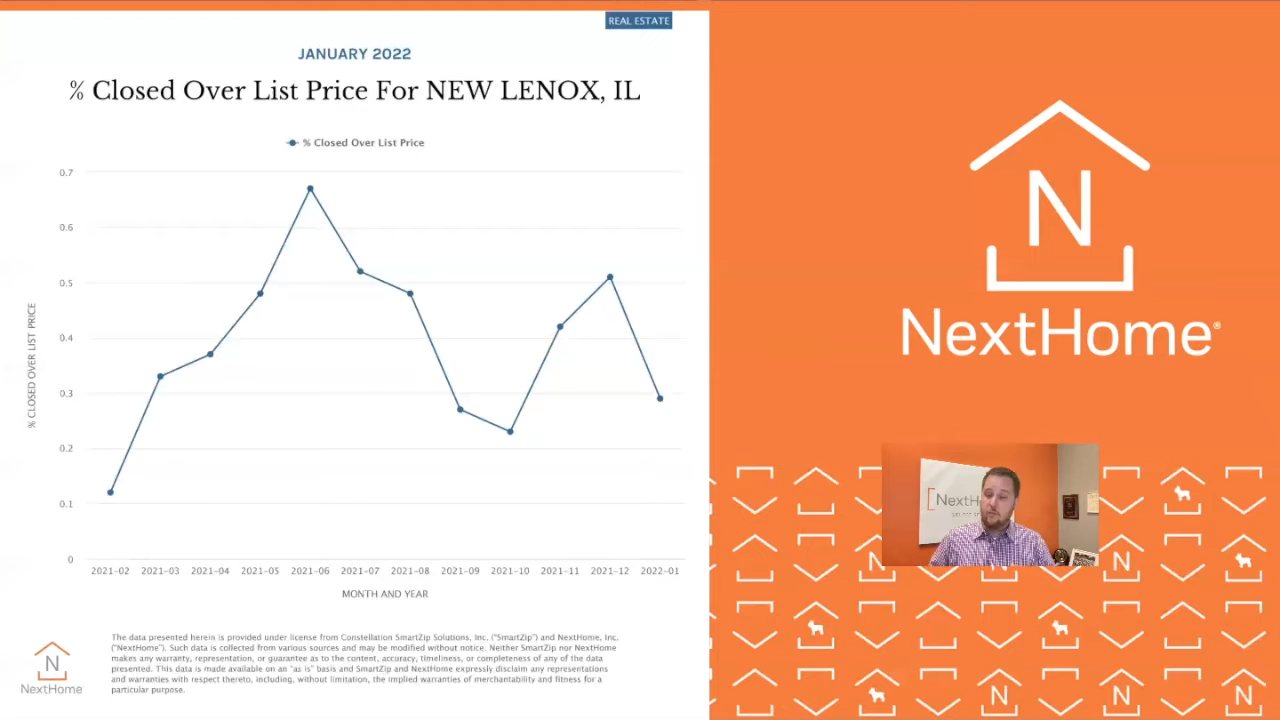 REAL ESTATE
JANUARY 2022
% Closed Over List Price For NEW LENOX, IL
% Closed Over List Price
0.7
0.6
0.5
0.4
0.3
0.2
0.1
0
% CLOSED OVER LIST PRICE
2021-02 2021-03 2021-04 2021-05 2021-06 2021-07 2021-08 2021-09 2021-10 2021-11 2021-12 2022-01
MONTH AND YEAR
The data presented herein is provided under license from Constellation SmartZip Solutions, Inc. ("SmartZip") and NextHome, Inc.
("NextHome"). Such data is collected from various sources and may be modified without notice. Neither SmartZip nor NextHome
makes any warranty, representation, or guarantee as to the content, accuracy, timeliness, or completeness of any of the data
presented. This data is made available on an "as is" basis and SmartZip and NextHome expressly disclaim any representations
and warranties with respect thereto, including, without limitation, the implied warranties of merchantability and fitness for a
particular purpose.
N
NextHome
N
NextHome®
NextH
N
N
N
N
N
N